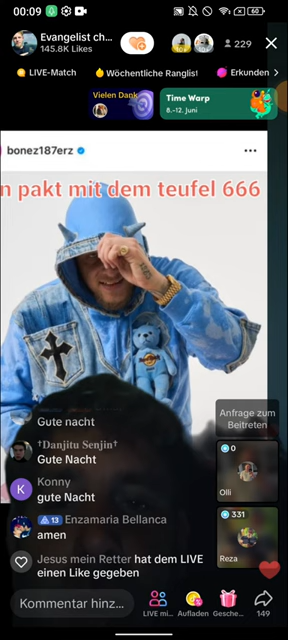 00:09
60
Evangelist ch...
145.8K Likes
229
LIVE-Match
Wöchentliche Ranglist
Erkunden
Vielen Dank
Time Warp
8.-12. Juni
bonez187erz
n pakt mit dem teufel 666
Gute nacht
†Danjitu Senjin†
Gute Nacht
K
Konny
gute Nacht
13 Enzamaria Bellanca
amen
Jesus mein Retter hat dem LIVE
einen Like gegeben
Anfrage zum
Beitreten
0
Olli
331
Reza
Kommentar hinz...
LIVE mi...
Aufladen
Gesche...
149